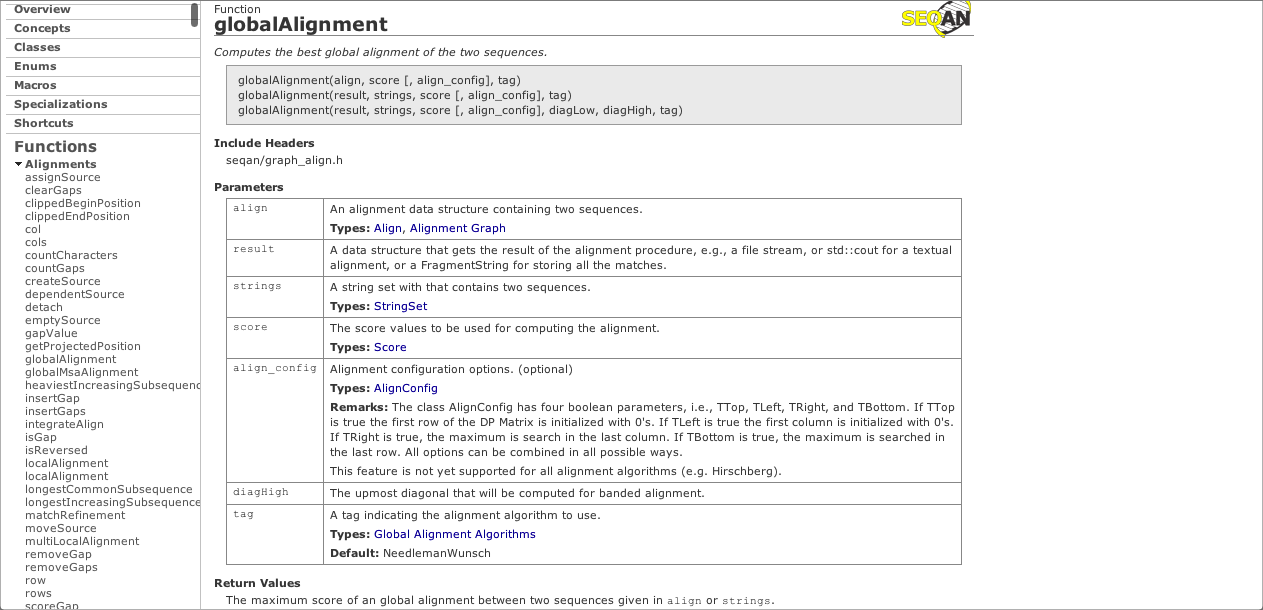 Overview
Concepts
Classes
Enums
Macros
Specializations
Shortcuts
Functions
Alignments
assignSource
clearGaps
clippedBeginPosition
clippedEndPosition
col
cols
countCharacters
countGaps
createSource
dependentSource
detach
emptySource
gapValue
getProjectedPosition
globalAlignment
globalMsaAlignment
heaviestIncreasingSubsequenc
insertGap
insertGaps
integrateAlign
isGap
isReversed
localAlignment
localAlignment
longestCommonSubsequence
longestIncreasingSubsequence
matchRefinement
moveSource
multiLocalAlignment
removeGap
removeGaps
row
rows
scoreGap
Function
globalAlignment
SEQAN
Computes the best global alignment of the two sequences.
globalAlignment(align, score [, align_config], tag)
globalAlignment(result, strings, score [, align_config], tag)
globalAlignment(result, strings, score [, align_config], diagLow, diagHigh, tag)
Include Headers
seqan/graph_align.h
Parameters
align
An alignment data structure containing two sequences.
Types: Align, Alignment Graph
result
A data structure that gets the result of the alignment procedure, e.g., a file stream, or std::cout for a textual
alignment, or a FragmentString for storing all the matches.
strings
A string set with that contains two sequences.
Types: StringSet
score
The score values to be used for computing the alignment.
Types: Score
align_config
Alignment configuration options. (optional)
Types: AlignConfig
Remarks: The class AlignConfig has four boolean parameters, i.e., TTop, TLeft, TRight, and TBottom. If TTop
is true the first row of the DP Matrix is initialized with 0's. If TLeft is true the first column is initialized with 0's.
If TRight is true, the maximum is search in the last column. If TBottom is true, the maximum is searched in
the last row. All options can be combined in all possible ways.
This feature is not yet supported for all alignment algorithms (e.g. Hirschberg).
diagHigh
The upmost diagonal that will be computed for banded alignment.
tag
A tag indicating the alignment algorithm to use.
Types: Global Alignment Algorithms
Default: NeedlemanWunsch
Return Values
The maximum score of an global alignment between two sequences given in align or strings.